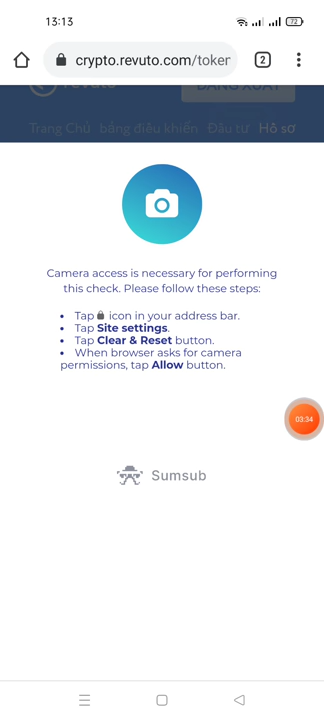 13:13
72
crypto.revuto.com/token
2
revuto
ĐĂNG XUẤT
Trang Chủ bảng điều khiển Đầu tư Hồ sơ
Camera access is necessary for performing
this check. Please follow these steps:
• Tap 🔒 icon in your address bar.
• Tap Site settings.
• Tap Clear & Reset button.
• When browser asks for camera
permissions, tap Allow button.
03:34
Sumsub